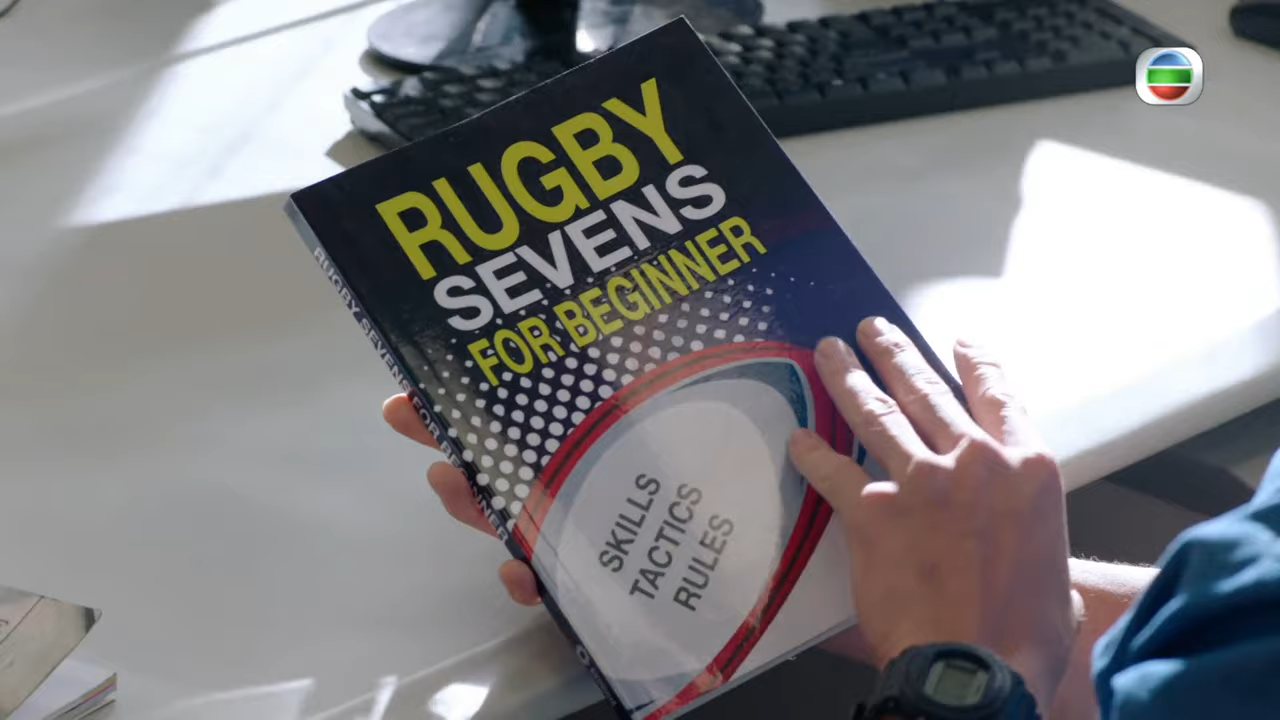 RUGBY
SEVENS
FOR BEGINNER
SKILLS
TACTICS
RULES
RUGBY SEVENS FOR BEGINNER